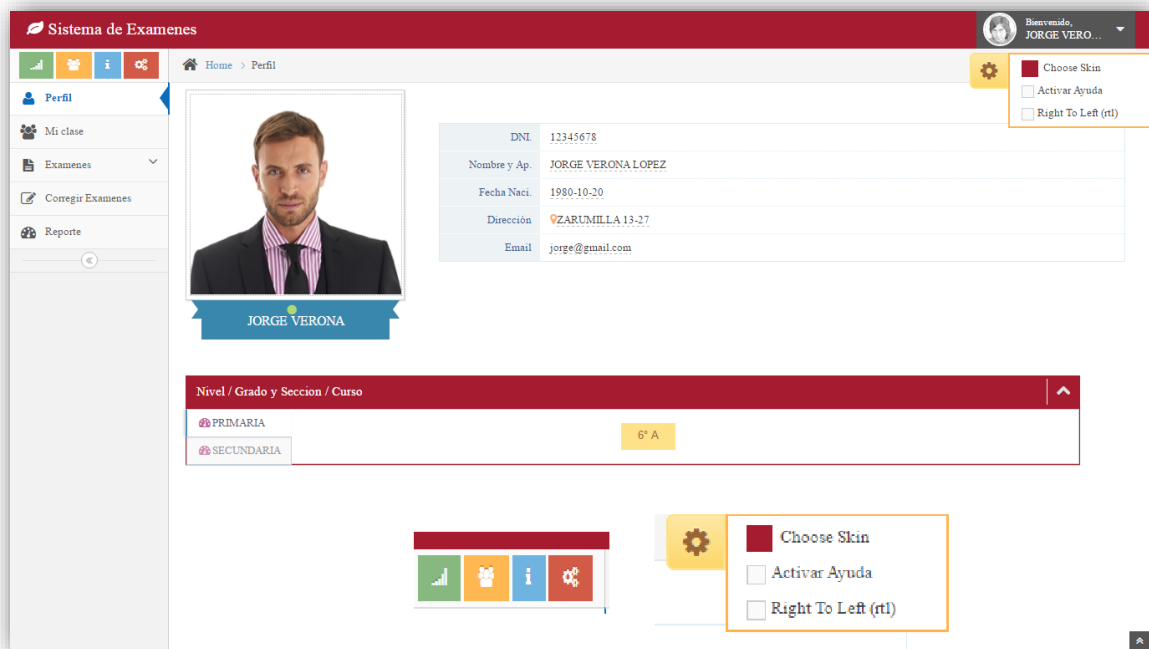 Sistema de Examenes
Bienvenido,
JORGE VERO...
Home > Perfil
Choose Skin
Activar Ayuda
Right To Left (rtl)
Perfil
Mi clase
Examenes
Corregir Examenes
Reporte
DNI. 12345678
Nombre y Ap. JORGE VERONA LOPEZ
Fecha Naci. 1980-10-20
Dirección ZARUMILLA 13-27
Email jorge@gmail.com
JORGE VERONA
Nivel / Grado y Seccion / Curso
PRIMARIA
6° A
SECUNDARIA
Choose Skin
Activar Ayuda
Right To Left (rtl)